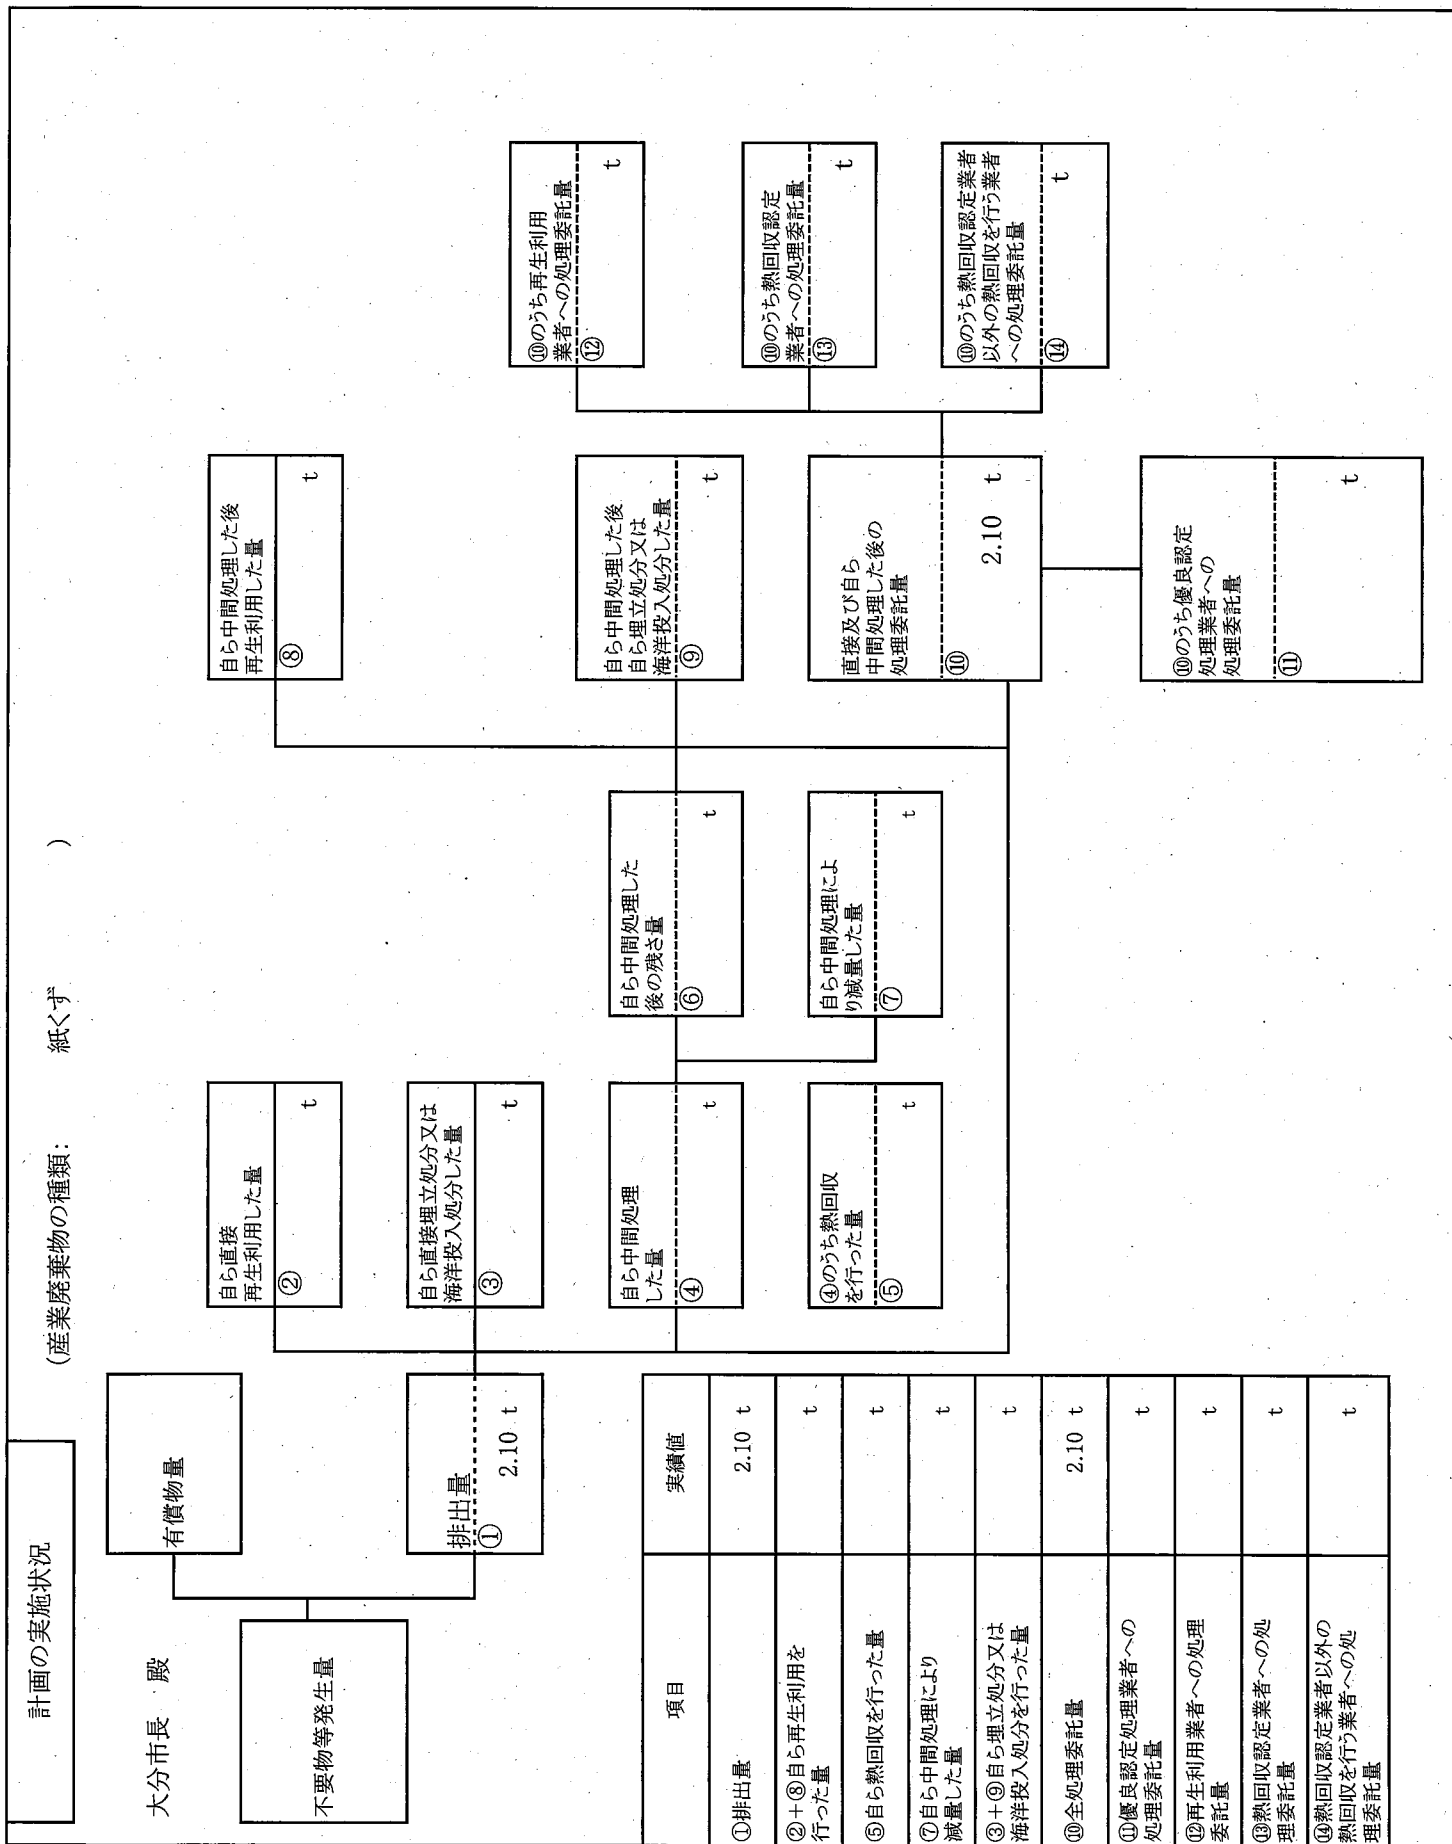 計画の実施状況
(産業廃棄物の種類: 紙くず )
大分市長 殿
不要物等発生量
有償物量
排出量
①
2.10 t
自ら直接
再生利用した量
②
t
自ら直接埋立処分又は
海洋投入処分した量
③
t
自ら中間処理
した量
④
t
④のうち熱回収
を行った量
⑤
t
自ら中間処理した
後の残さ量
⑥
t
自ら中間処理によ
り減量した量
⑦
t
自ら中間処理した後
再生利用した量
⑧
t
自ら中間処理した後
自ら埋立処分又は
海洋投入処分した量
⑨
t
直接及び自ら
中間処理した後の
処理委託量
⑩
2.10 t
⑩のうち優良認定
処理業者への
処理委託量
⑪
t
⑩のうち再生利用
業者への処理委託量
⑫
t
⑩のうち熱回収認定
業者への処理委託量
⑬
t
⑩のうち熱回収認定業者
以外の熱回収を行う業者
への処理委託量
⑭
t
項目 実績値
①排出量 2.10 t
②+⑧自ら再生利用を
行った量 t
⑤自ら熱回収を行った量 t
⑦自ら中間処理により
減量した量 t
③+⑨自ら埋立処分又は
海洋投入処分を行った量 t
⑩全処理委託量 2.10 t
⑪優良認定処理業者への
処理委託量 t
⑫再生利用業者への処理
委託量 t
⑬熱回収認定業者への処
理委託量 t
⑭熱回収認定業者以外の
熱回収を行う業者への処
理委託量 t